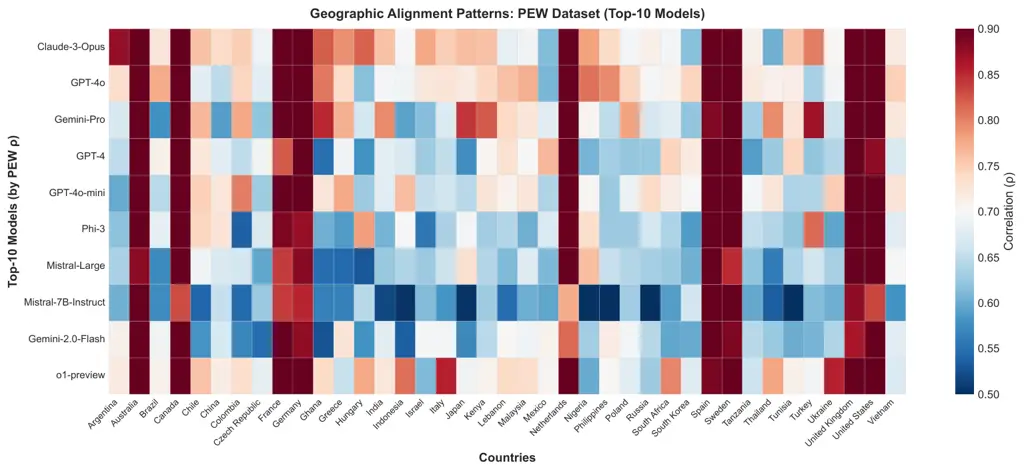 Geographic Alignment Patterns: PEW Dataset (Top-10 Models)
Top-10 Models (by PEW ρ)
Claude-3-Opus
GPT-4o
Gemini-Pro
GPT-4
GPT-4o-mini
Phi-3
Mistral-Large
Mistral-7B-Instruct
Gemini-2.0-Flash
o1-preview
Argentina
Australia
Brazil
Canada
Chile
China
Colombia
Czech Republic
France
Germany
Ghana
Greece
Hungary
India
Indonesia
Israel
Italy
Japan
Kenya
Lebanon
Malaysia
Mexico
Netherlands
Nigeria
Philippines
Poland
Russia
South Africa
South Korea
Spain
Sweden
Tanzania
Thailand
Tunisia
Turkey
Ukraine
United Kingdom
United States
Vietnam
Countries
0.90
0.85
0.80
0.75
0.70
0.65
0.60
0.55
0.50
Correlation (ρ)